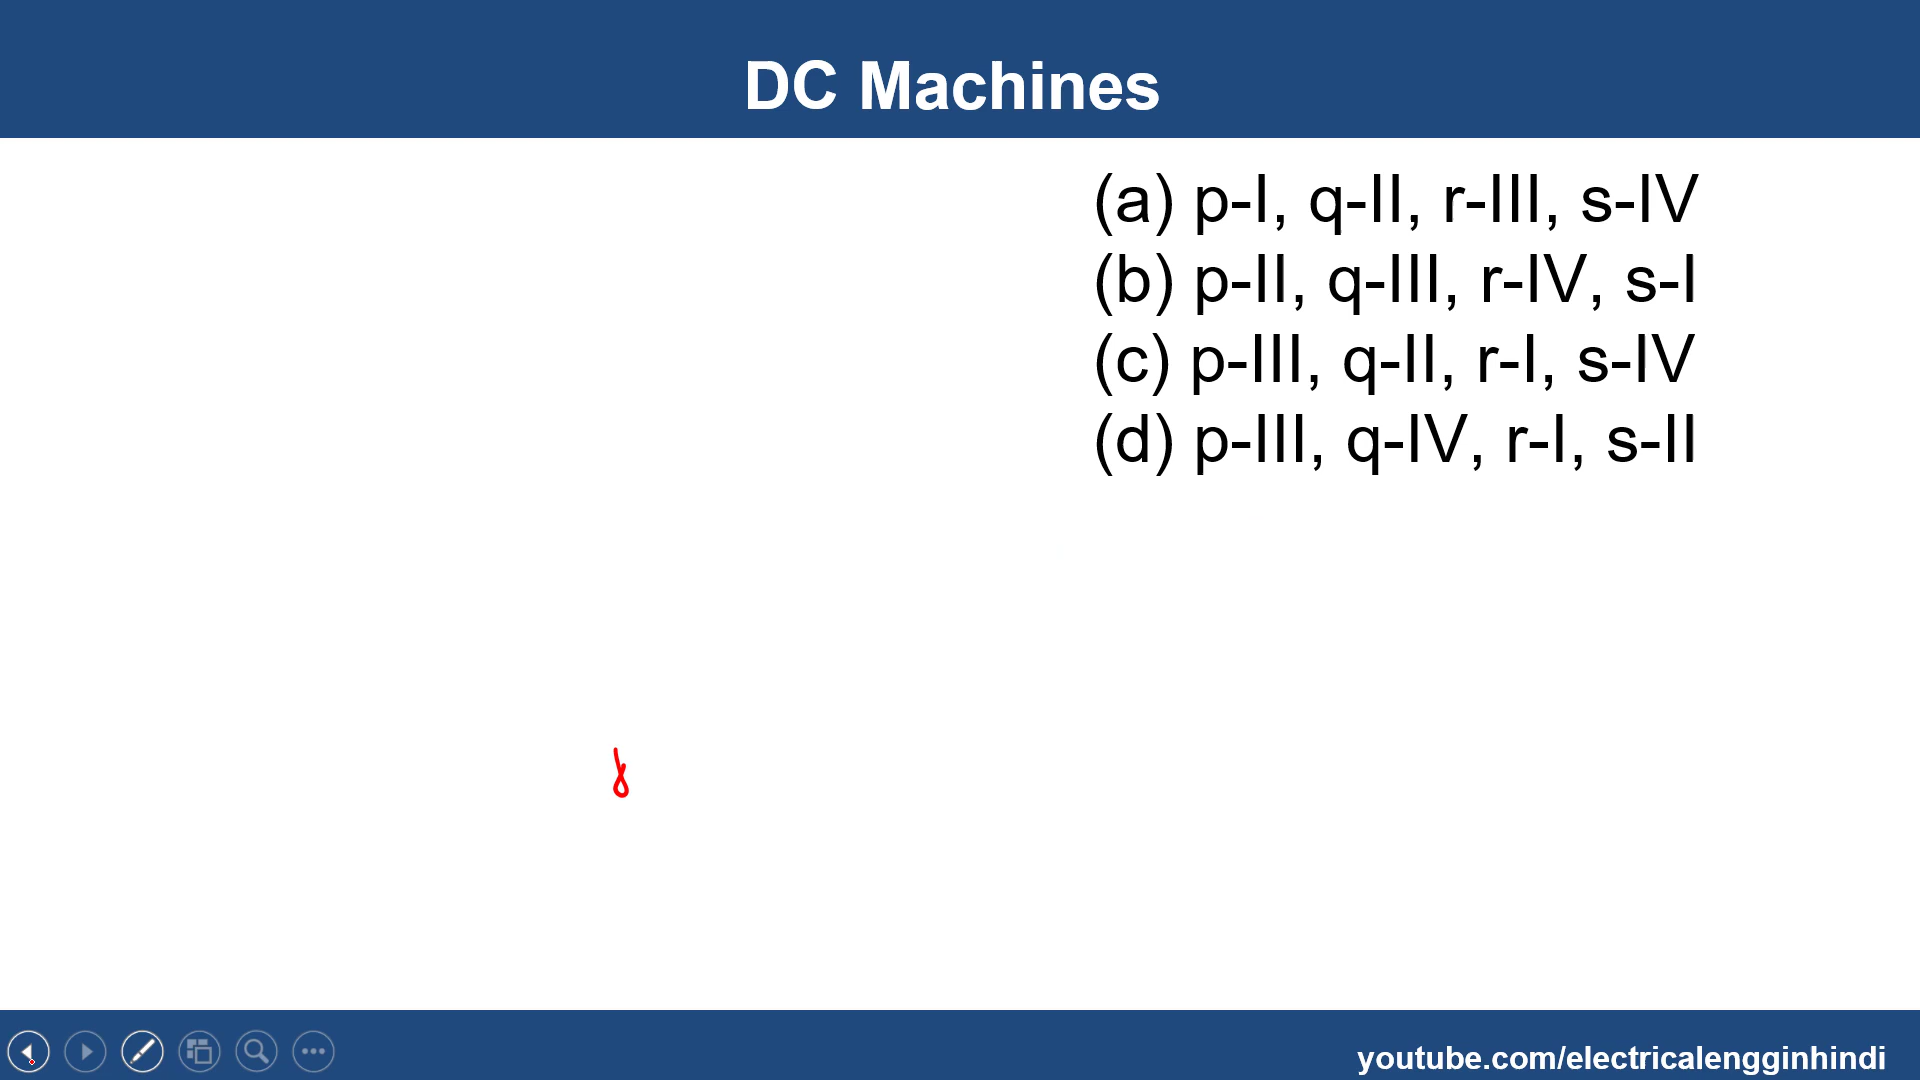 DC Machines
(a) p-I, q-II, r-III, s-IV
(b) p-II, q-III, r-IV, s-I
(c) p-III, q-II, r-I, s-IV
(d) p-III, q-IV, r-I, s-II
youtube.com/electricalengginhindi